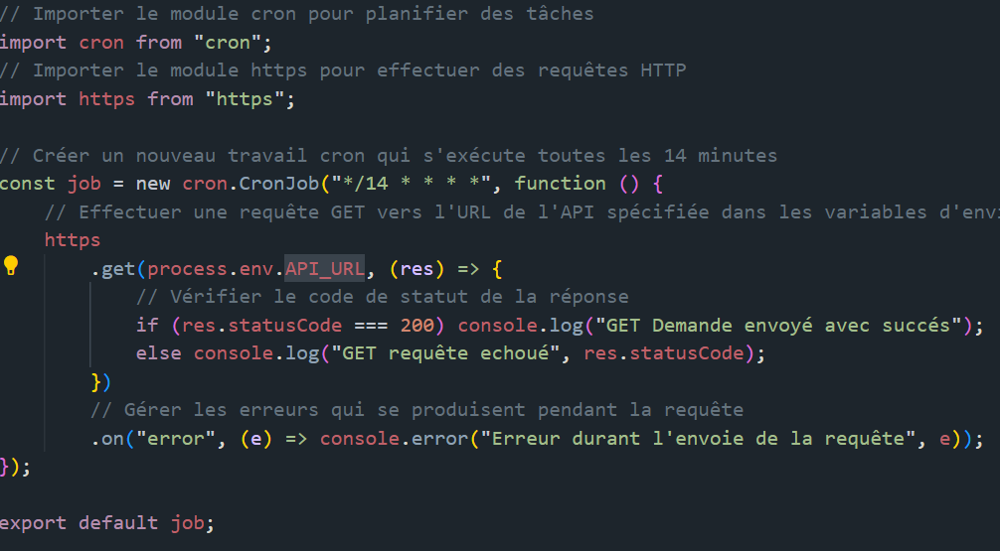 // Importer le module cron pour planifier des tâches
import cron from "cron";
// Importer le module https pour effectuer des requêtes HTTP
import https from "https";
// Créer un nouveau travail cron qui s'exécute toutes les 14 minutes
const job = new cron.CronJob("*/14 * * * *", function () {
// Effectuer une requête GET vers l'URL de l'API spécifiée dans les variables d'envi
https
.get(process.env.API_URL, (res) => {
// Vérifier le code de statut de la réponse
if (res.statusCode === 200) console.log("GET Demande envoyé avec succés");
else console.log("GET requête echoué", res.statusCode);
})
// Gérer les erreurs qui se produisent pendant la requête
.on("error", (e) => console.error("Erreur durant l'envoie de la requête", e));
});
export default job;